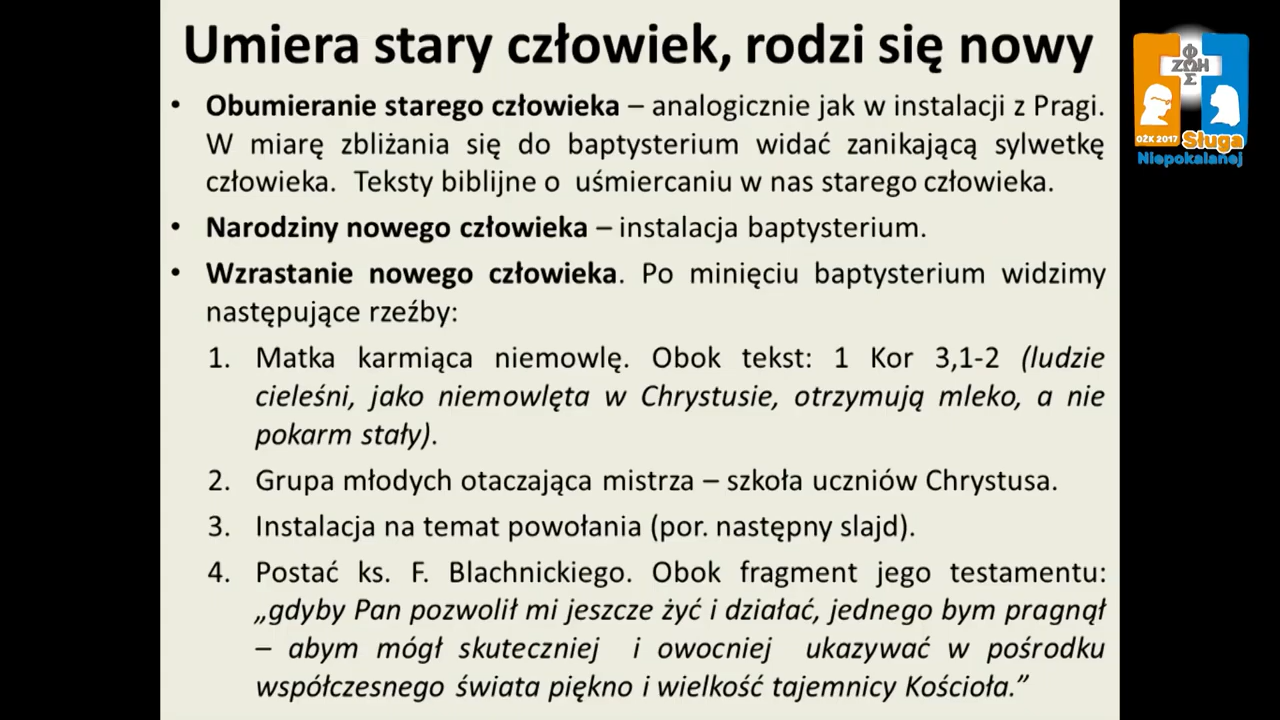 Umiera stary człowiek, rodzi się nowy
• Obumieranie starego człowieka – analogicznie jak w instalacji z Pragi.
W miarę zbliżania się do baptysterium widać zanikającą sylwetkę
człowieka. Teksty biblijne o uśmiercaniu w nas starego człowieka.
• Narodziny nowego człowieka – instalacja baptysterium.
• Wzrastanie nowego człowieka. Po minięciu baptysterium widzimy
następujące rzeźby:
1. Matka karmiąca niemowlę. Obok tekst: 1 Kor 3,1-2 (ludzie
cieleśni, jako niemowlęta w Chrystusie, otrzymują mleko, a nie
pokarm stały).
2. Grupa młodych otaczająca mistrza – szkoła uczniów Chrystusa.
3. Instalacja na temat powołania (por. następny slajd).
4. Postać ks. F. Blachnickiego. Obok fragment jego testamentu:
„gdyby Pan pozwolił mi jeszcze żyć i działać, jednego bym pragnął
– abym mógł skuteczniej i owocniej ukazywać w pośrodku
współczesnego świata piękno i wielkość tajemnicy Kościoła.”
Φ
ΖΩΗ
Σ
OŻK 2017 Sługa
Niepokalanej